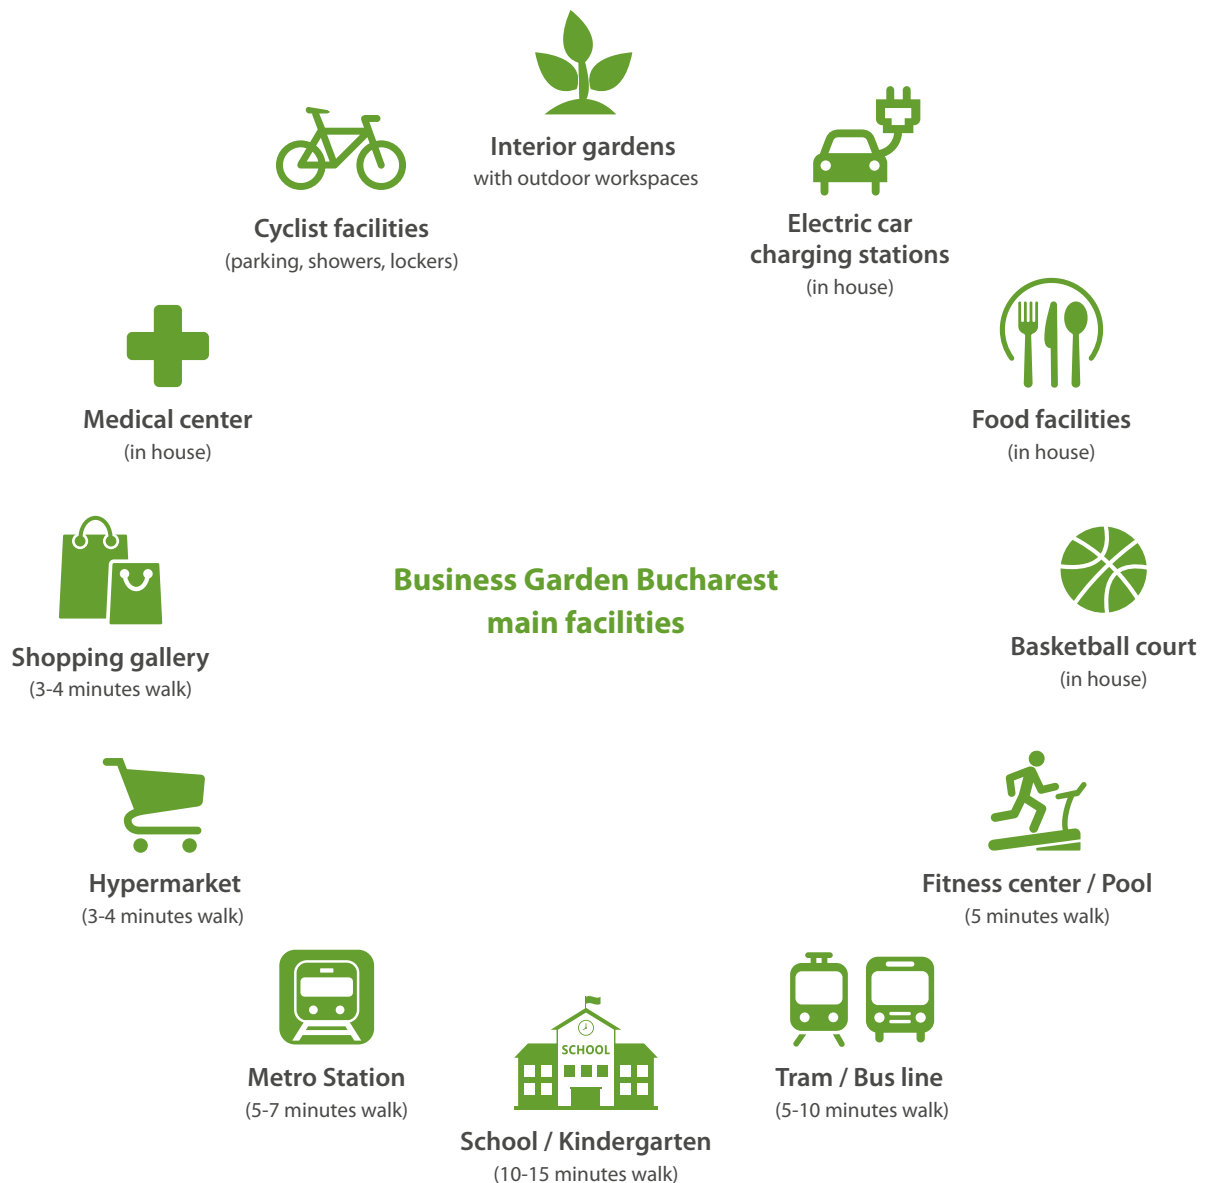 Interior gardens
with outdoor workspaces
Cyclist facilities
(parking, showers, lockers)
Electric car
charging stations
(in house)
Medical center
(in house)
Food facilities
(in house)
Business Garden Bucharest
main facilities
Shopping gallery
(3-4 minutes walk)
Basketball court
(in house)
Hypermarket
(3-4 minutes walk)
Fitness center / Pool
(5 minutes walk)
Metro Station
(5-7 minutes walk)
SCHOOL
School / Kindergarten
(10-15 minutes walk)
Tram / Bus line
(5-10 minutes walk)